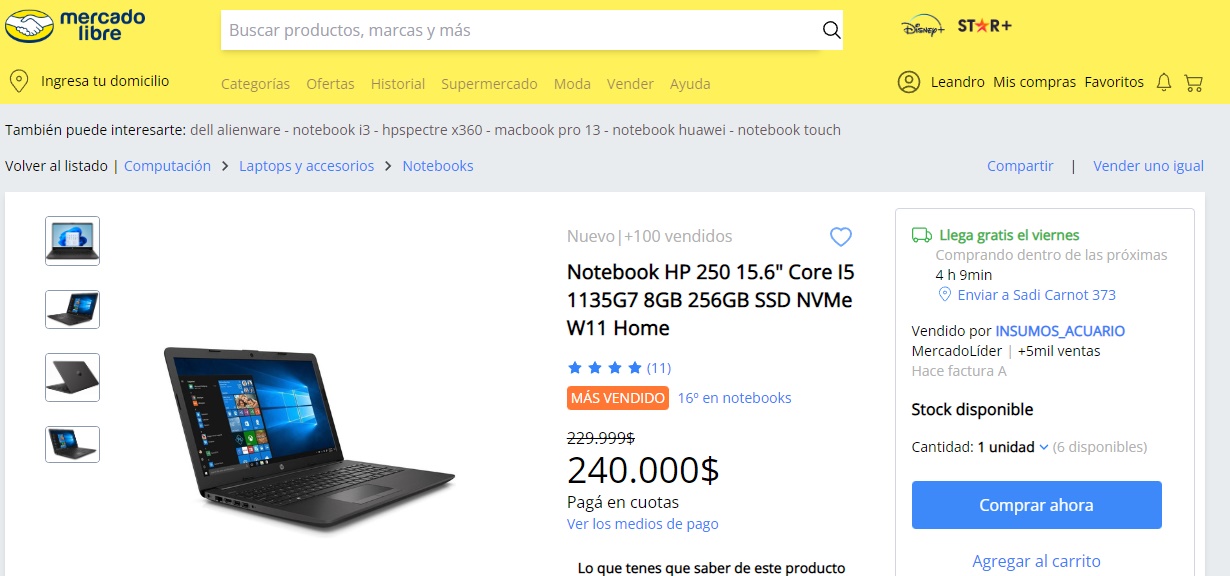 mercado
libre
Buscar productos, marcas y más
Disney+ ST★R+
Ingresa tu domicilio
Categorías Ofertas Historial Supermercado Moda Vender Ayuda
Leandro Mis compras Favoritos
También puede interesarte: dell alienware - notebook i3 - hpspectre x360 - macbook pro 13 - notebook huawei - notebook touch
Volver al listado | Computación > Laptops y accesorios > Notebooks
Compartir | Vender uno igual
Nuevo|+100 vendidos
Notebook HP 250 15.6" Core I5
1135G7 8GB 256GB SSD NVMe
W11 Home
(11)
MÁS VENDIDO 16º en notebooks
229.999$
240.000$
Pagá en cuotas
Ver los medios de pago
Lo que tenes que saber de este producto
Llega gratis el viernes
Comprando dentro de las próximas
4 h 9min
Enviar a Sadi Carnot 373
Vendido por INSUMOS_ACUARIO
MercadoLíder | +5mil ventas
Hace factura A
Stock disponible
Cantidad: 1 unidad (6 disponibles)
Comprar ahora
Agregar al carrito